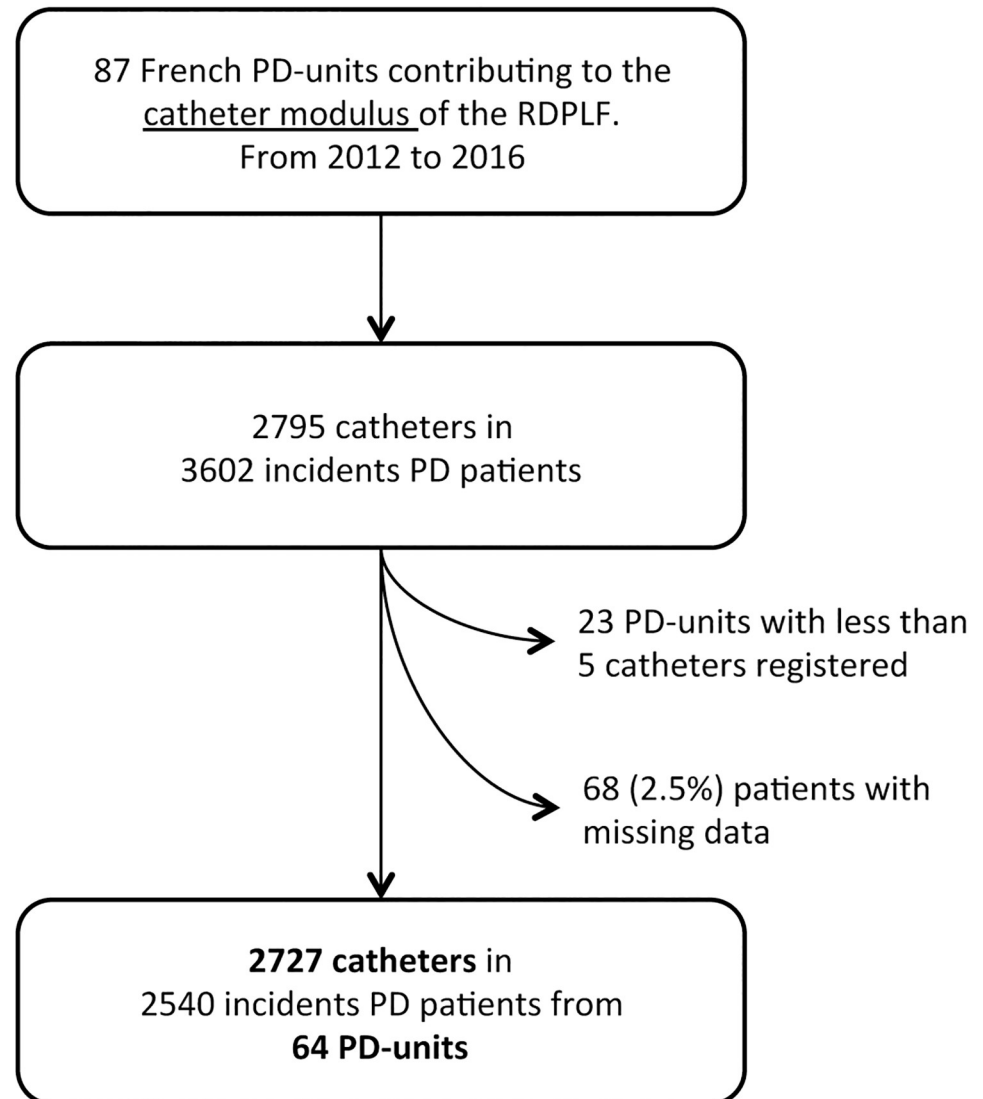 87 French PD-units contributing to the
catheter modulus of the RDPLF.
From 2012 to 2016
2795 catheters in
3602 incidents PD patients
23 PD-units with less than
5 catheters registered
68 (2.5%) patients with
missing data
2727 catheters in
2540 incidents PD patients from
64 PD-units